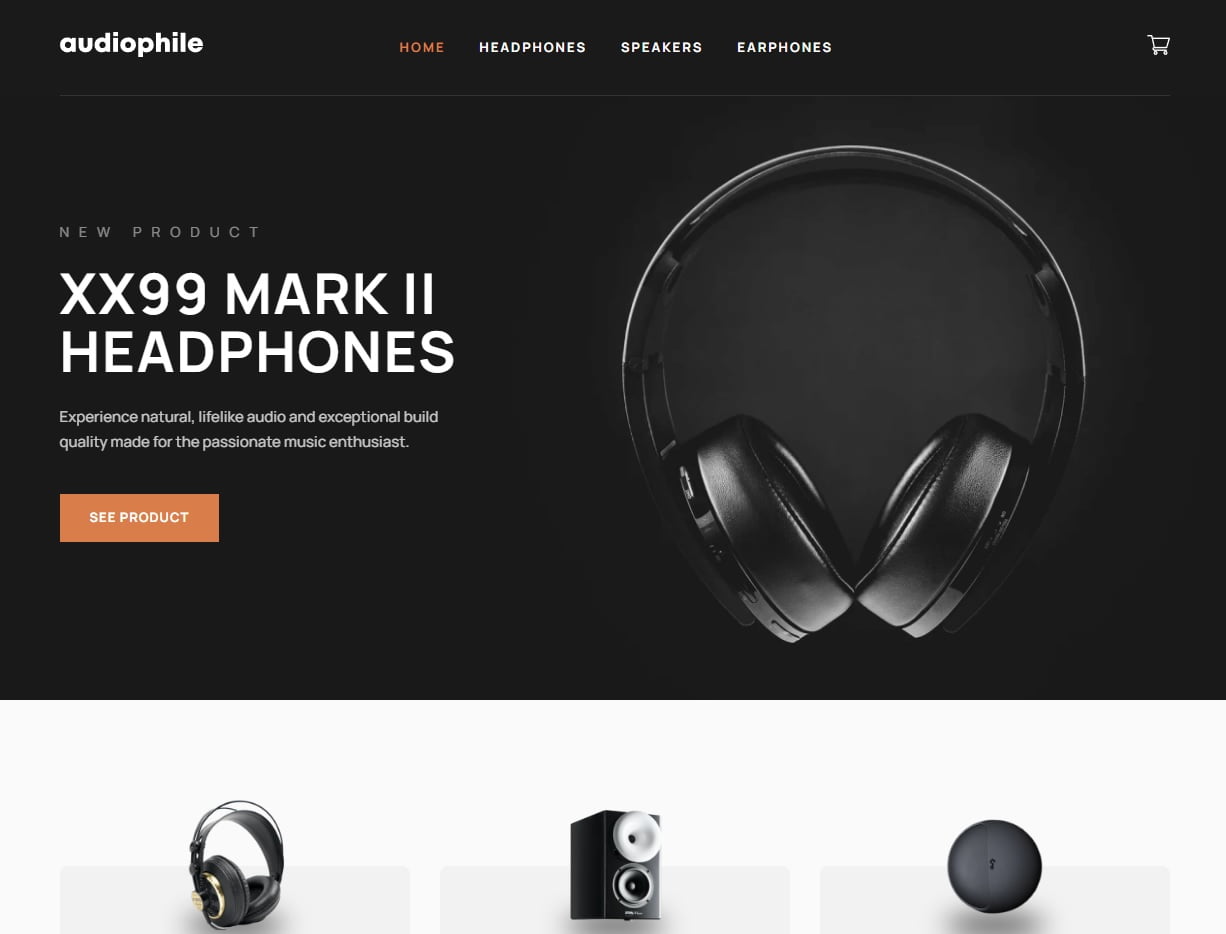 audiophile
HOME HEADPHONES SPEAKERS EARPHONES
NEW PRODUCT
XX99 MARK II
HEADPHONES
Experience natural, lifelike audio and exceptional build
quality made for the passionate music enthusiast.
SEE PRODUCT